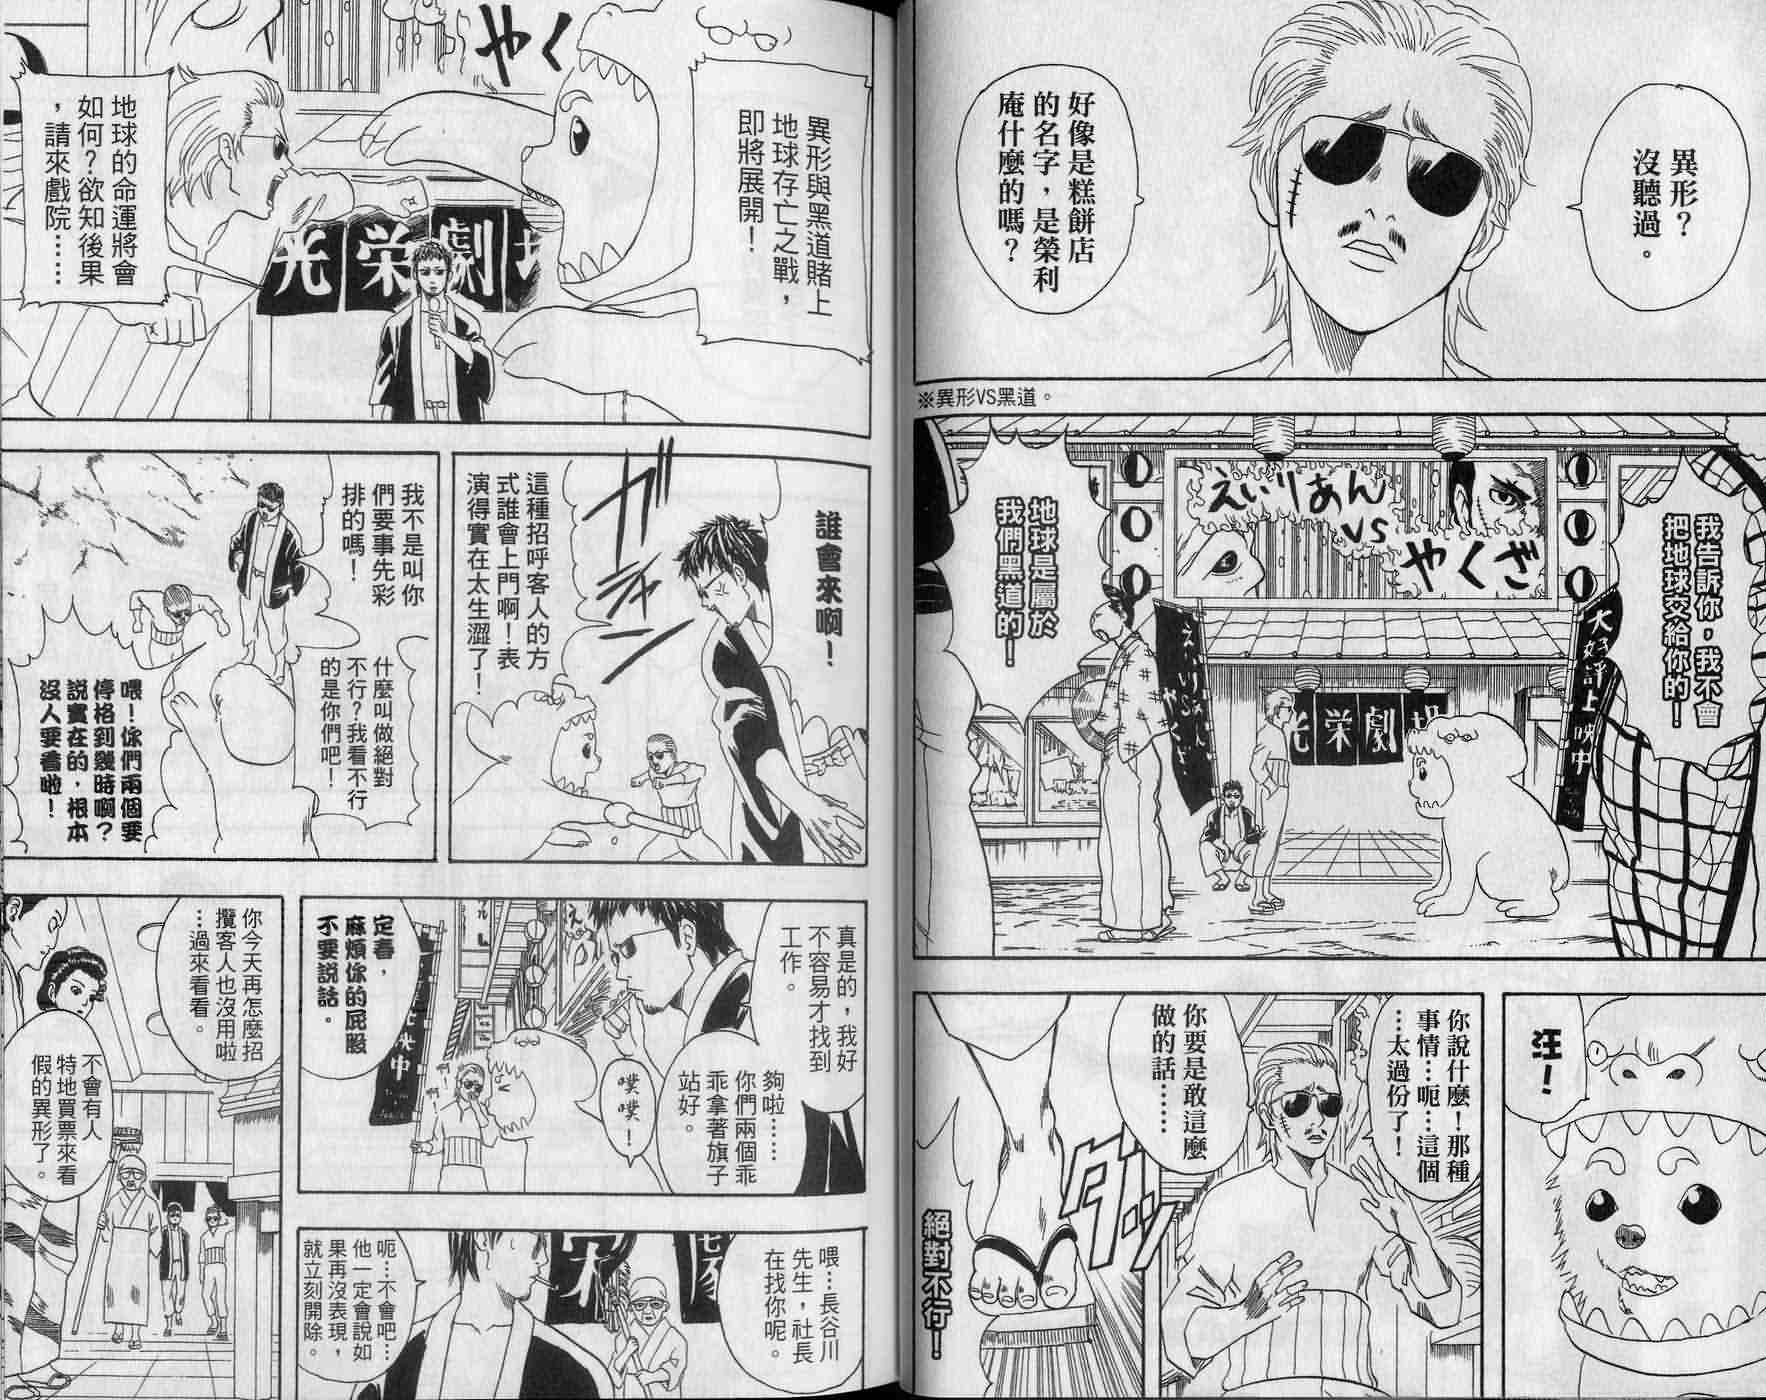 異形？
沒聽過。
好像是糕餅店
的名字，是榮利
庵什麼的嗎？
※異形VS黑道。
我告訴你，我不會
把地球交給你的！
えいりあん
VS
やくざ
地球是屬於
我們黑道的！
大好評上映中
えいりあんVSやくざ
光栄劇場
汪！
你說什麼！那種
事情…呃…這個
…太過份了！
你要是敢這麼
做的話……
ダッ
絕對不行！
やく
異形與黑道賭上
地球存亡之戰，
即將展開！
光栄劇場
地球的命運將會
如何？欲知後果
，請來戲院……
誰會來啊！
這種招呼客人的方
式誰會上門啊！表
演得實在太生澀了！
我不是叫你
們要事先彩
排的嗎！
什麼叫做絕對
不行？我看不行
的是你們吧！
喂！你們兩個要
停格到幾時啊？
說實在的，根本
沒人要看啦！
真是的，我好
不容易才找到
工作。
夠啦……
你們兩個乖
乖拿著旗子
站好。
噗噗！
定春，
麻煩你的屁股
不要說話。
映中
喂…長谷川
先生，社長
在找你呢。
呃…不會吧…
他一定會說如
果再沒表現，
就立刻開除。
你今天再怎麼招
攬客人也沒用啦
…過來看看。
不會有人
特地買票來看
假的異形了。